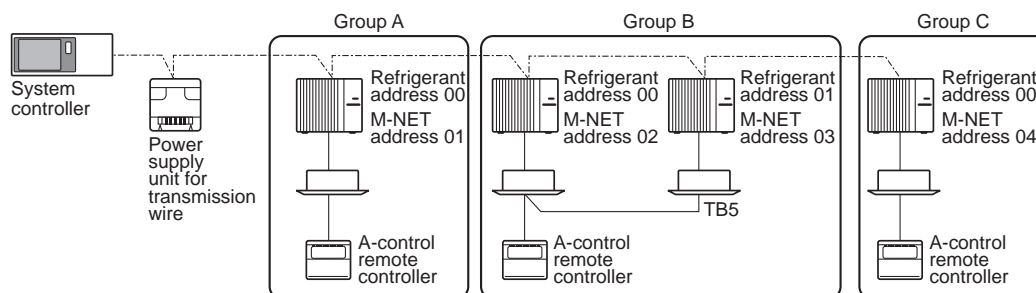 Group A
Group B
Group C
System
controller
Power
supply
unit for
transmission
wire
Refrigerant
address 00
M-NET
address 01
A-control
remote
controller
Refrigerant
address 00
M-NET
address 02
Refrigerant
address 01
M-NET
address 03
TB5
A-control
remote
controller
Refrigerant
address 00
M-NET
address 04
A-control
remote
controller